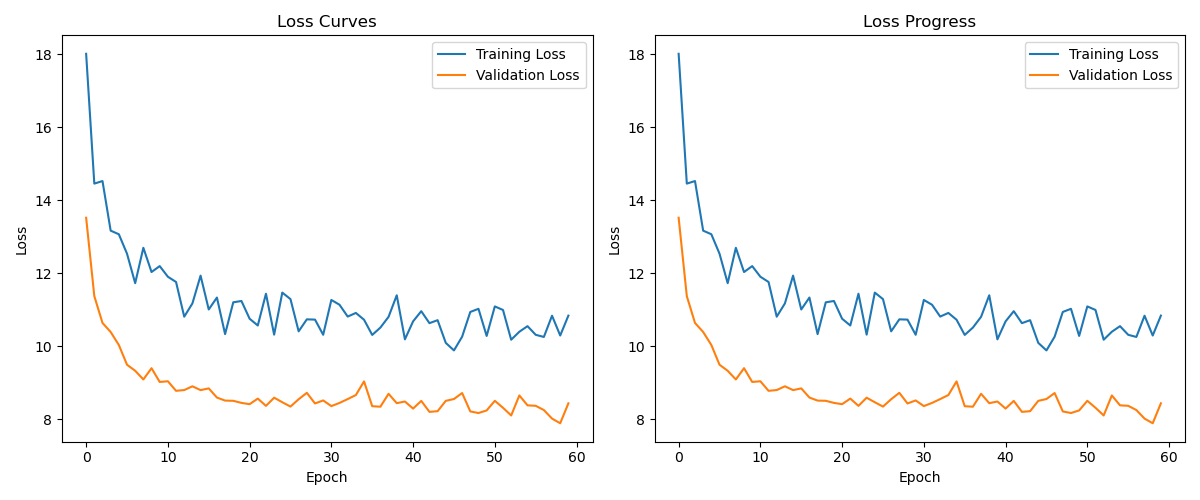 Loss Curves
Training Loss
Validation Loss
Loss
18
16
14
12
10
8
0 10 20 30 40 50 60
Epoch
Loss Progress
Training Loss
Validation Loss
Loss
18
16
14
12
10
8
0 10 20 30 40 50 60
Epoch